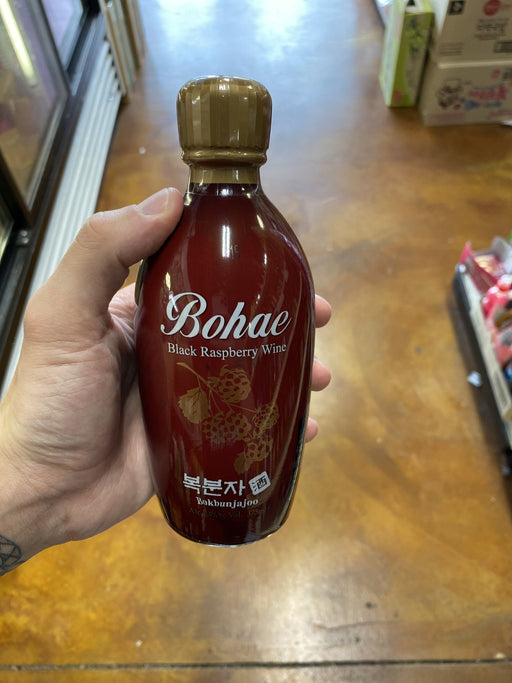 Bohae
Black Raspberry Wine
복분자 酒
Bokbunjajoo